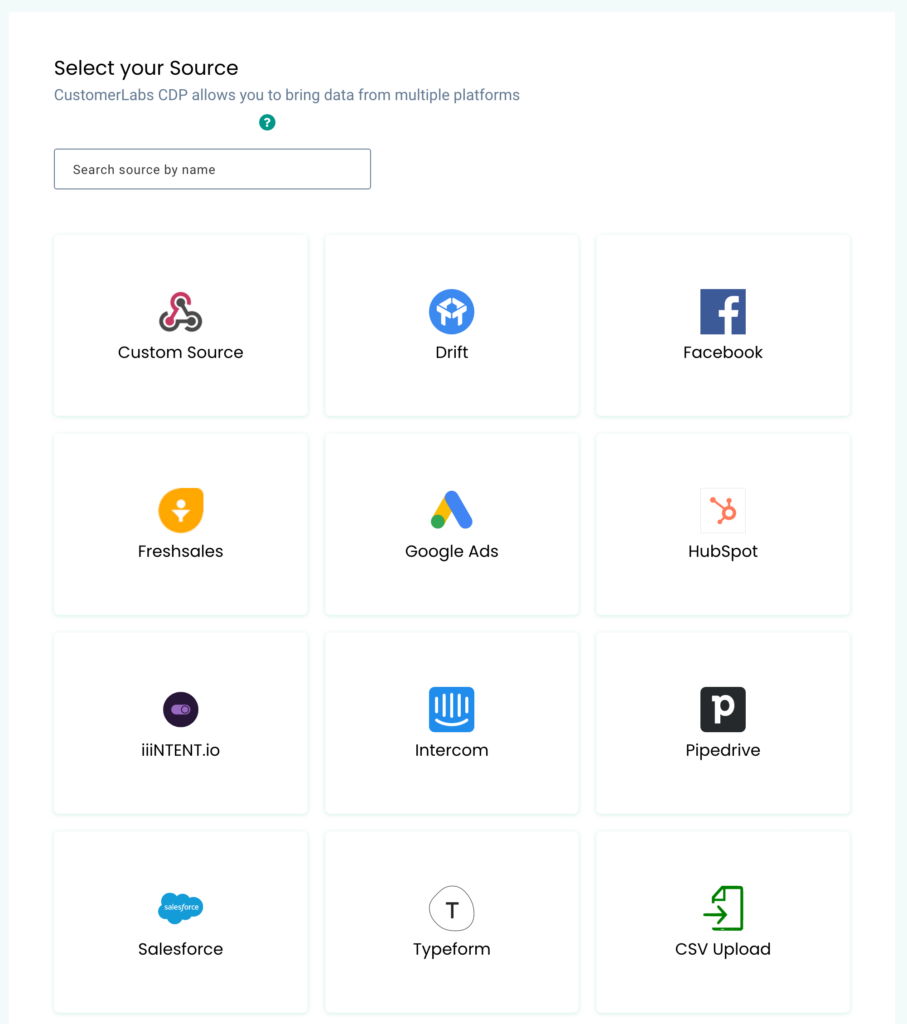 Select your Source
CustomerLabs CDP allows you to bring data from multiple platforms
?
Search source by name
Custom Source
Drift
Facebook
Freshsales
Google Ads
HubSpot
iiiNTENT.io
Intercom
Pipedrive
salesforce
T
Salesforce
Typeform
CSV Upload